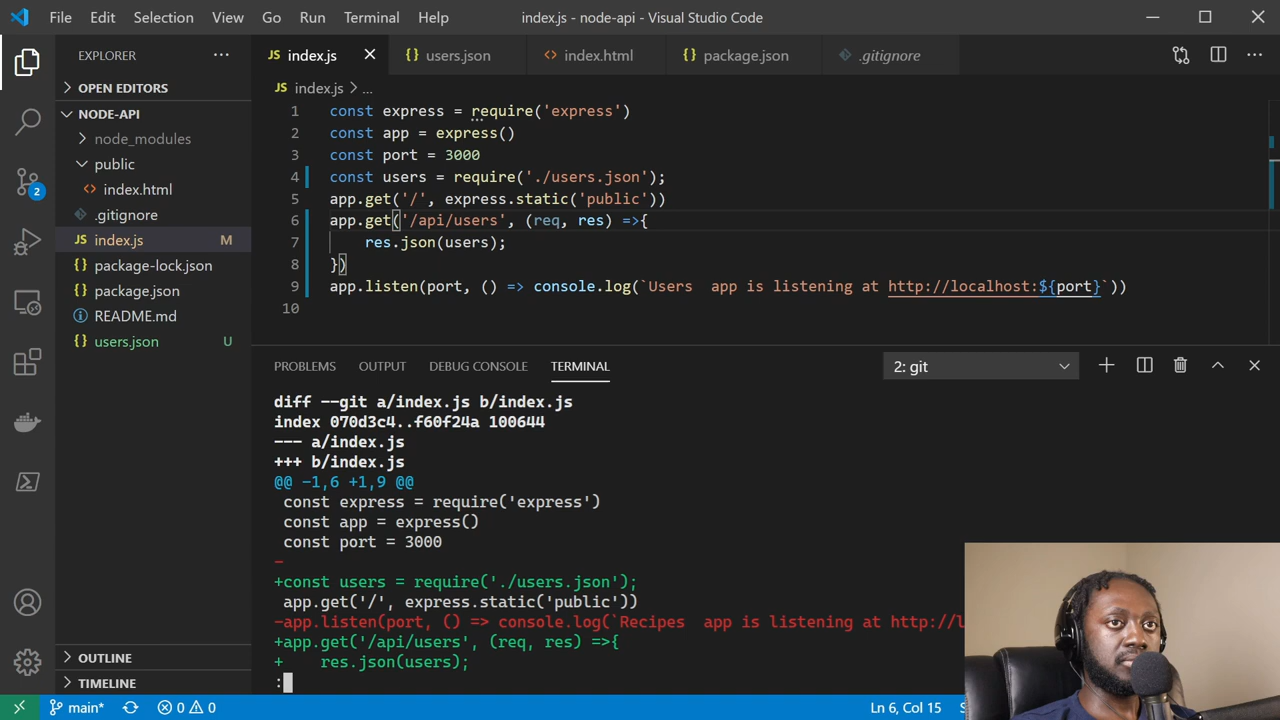 File Edit Selection View Go Run Terminal Help index.js - node-api - Visual Studio Code
EXPLORER
OPEN EDITORS
NODE-API
node_modules
public
index.html
.gitignore
index.js M
package-lock.json
package.json
README.md
users.json U
OUTLINE
TIMELINE
2
index.js users.json index.html package.json .gitignore
index.js > ...
1 const express = require('express')
2 const app = express()
3 const port = 3000
4 const users = require('./users.json');
5 app.get('/', express.static('public'))
6 app.get('/api/users', (req, res) =>{
7 res.json(users);
8 })
9 app.listen(port, () => console.log(`Users  app is listening at http://localhost:${port}`))
10
PROBLEMS OUTPUT DEBUG CONSOLE TERMINAL 2: git
diff --git a/index.js b/index.js
index 070d3c4..f60f24a 100644
--- a/index.js
+++ b/index.js
@@ -1,6 +1,9 @@
const express = require('express')
const app = express()
const port = 3000
-
+const users = require('./users.json');
app.get('/', express.static('public'))
-app.listen(port, () => console.log(`Recipes  app is listening at http://l
+app.get('/api/users', (req, res) =>{
+    res.json(users);
:
main* 0 0 Ln 6, Col 15